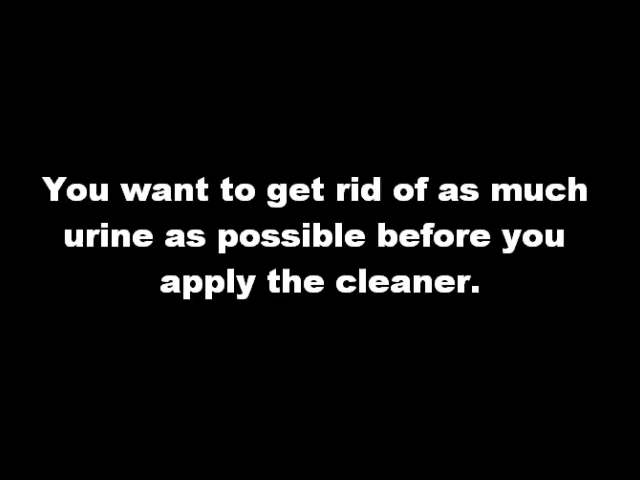 You want to get rid of as much
urine as possible before you
apply the cleaner.